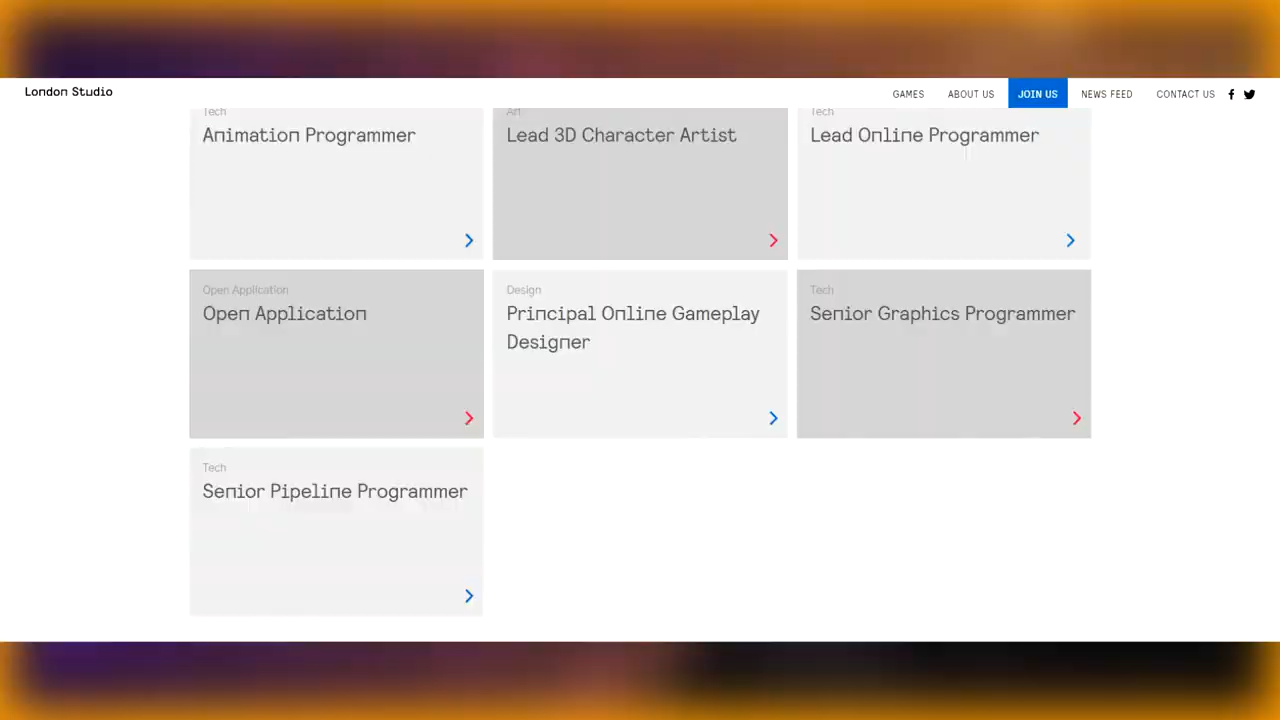 London Studio
GAMES
ABOUT US
JOIN US
NEWS FEED
CONTACT US
Tech
Animation Programmer
Art
Lead 3D Character Artist
Tech
Lead Online Programmer
Open Application
Open Application
Design
Principal Online Gameplay
Designer
Tech
Senior Graphics Programmer
Tech
Senior Pipeline Programmer